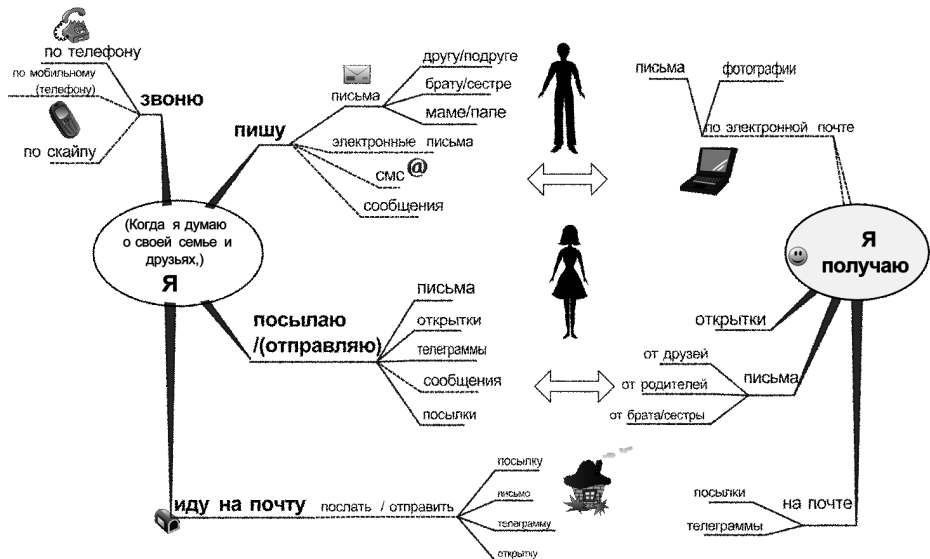 по телефону
по мобильному
(телефону)
звоню
по скайпу
пишу
письма
другу/подруге
брату/сестре
маме/папе
электронные письма
смс @
сообщения
(Когда я думаю
о своей семье и
друзьях,)
Я
посылаю
/(отправляю)
письма
открытки
телеграммы
сообщения
посылки
иду на почту
послать / отправить
посылку
письмо
телеграмму
открытку
письма
фотографии
по электронной почте
Я
получаю
открытки
письма
от друзей
от родителей
от брата/сестры
на почте
посылки
телеграммы